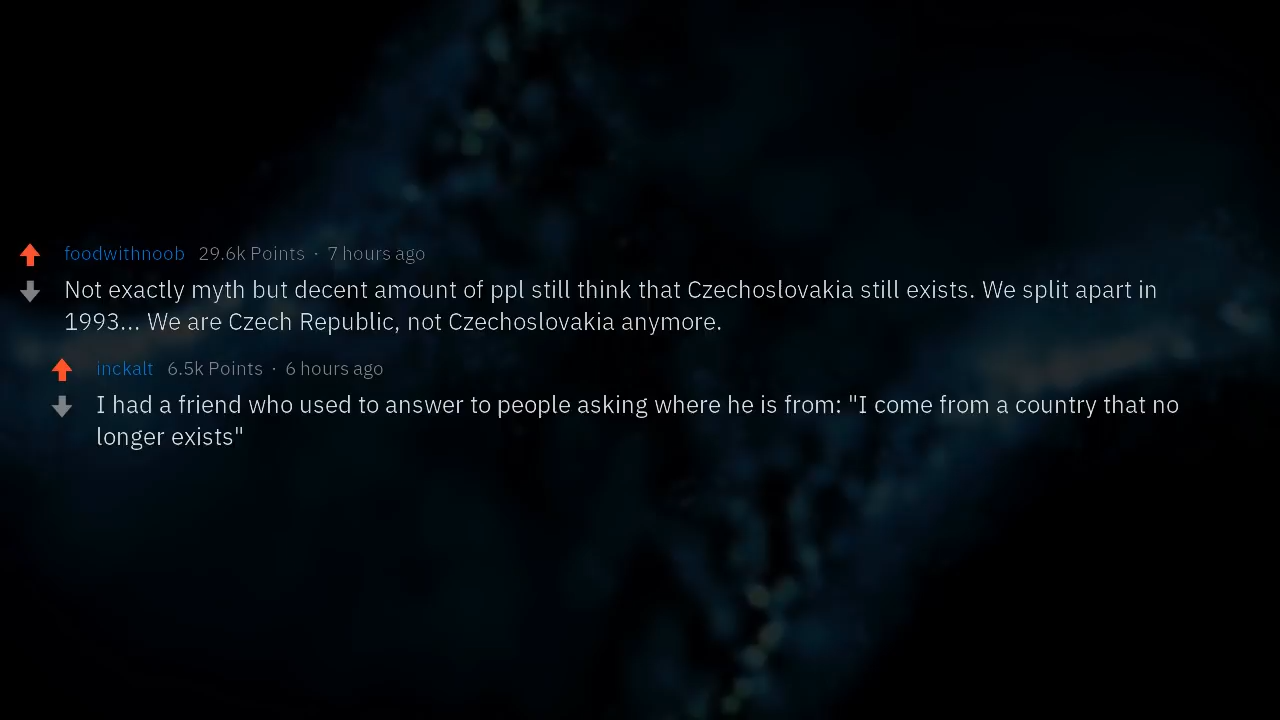 foodwithnoob 29.6k Points · 7 hours ago
Not exactly myth but decent amount of ppl still think that Czechoslovakia still exists. We split apart in
1993... We are Czech Republic, not Czechoslovakia anymore.
inckalt 6.5k Points · 6 hours ago
I had a friend who used to answer to people asking where he is from: "I come from a country that no
longer exists"